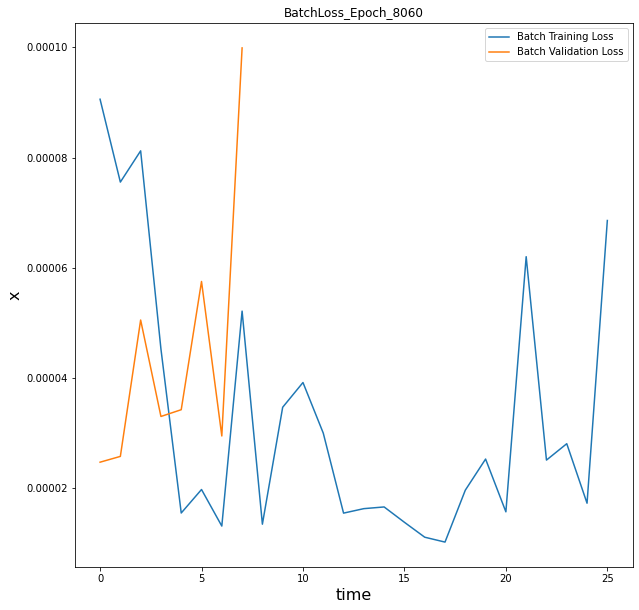 BatchLoss_Epoch_8060
Batch Training Loss
Batch Validation Loss
0.00010
0.00008
0.00006
0.00004
0.00002
x
0 5 10 15 20 25
time